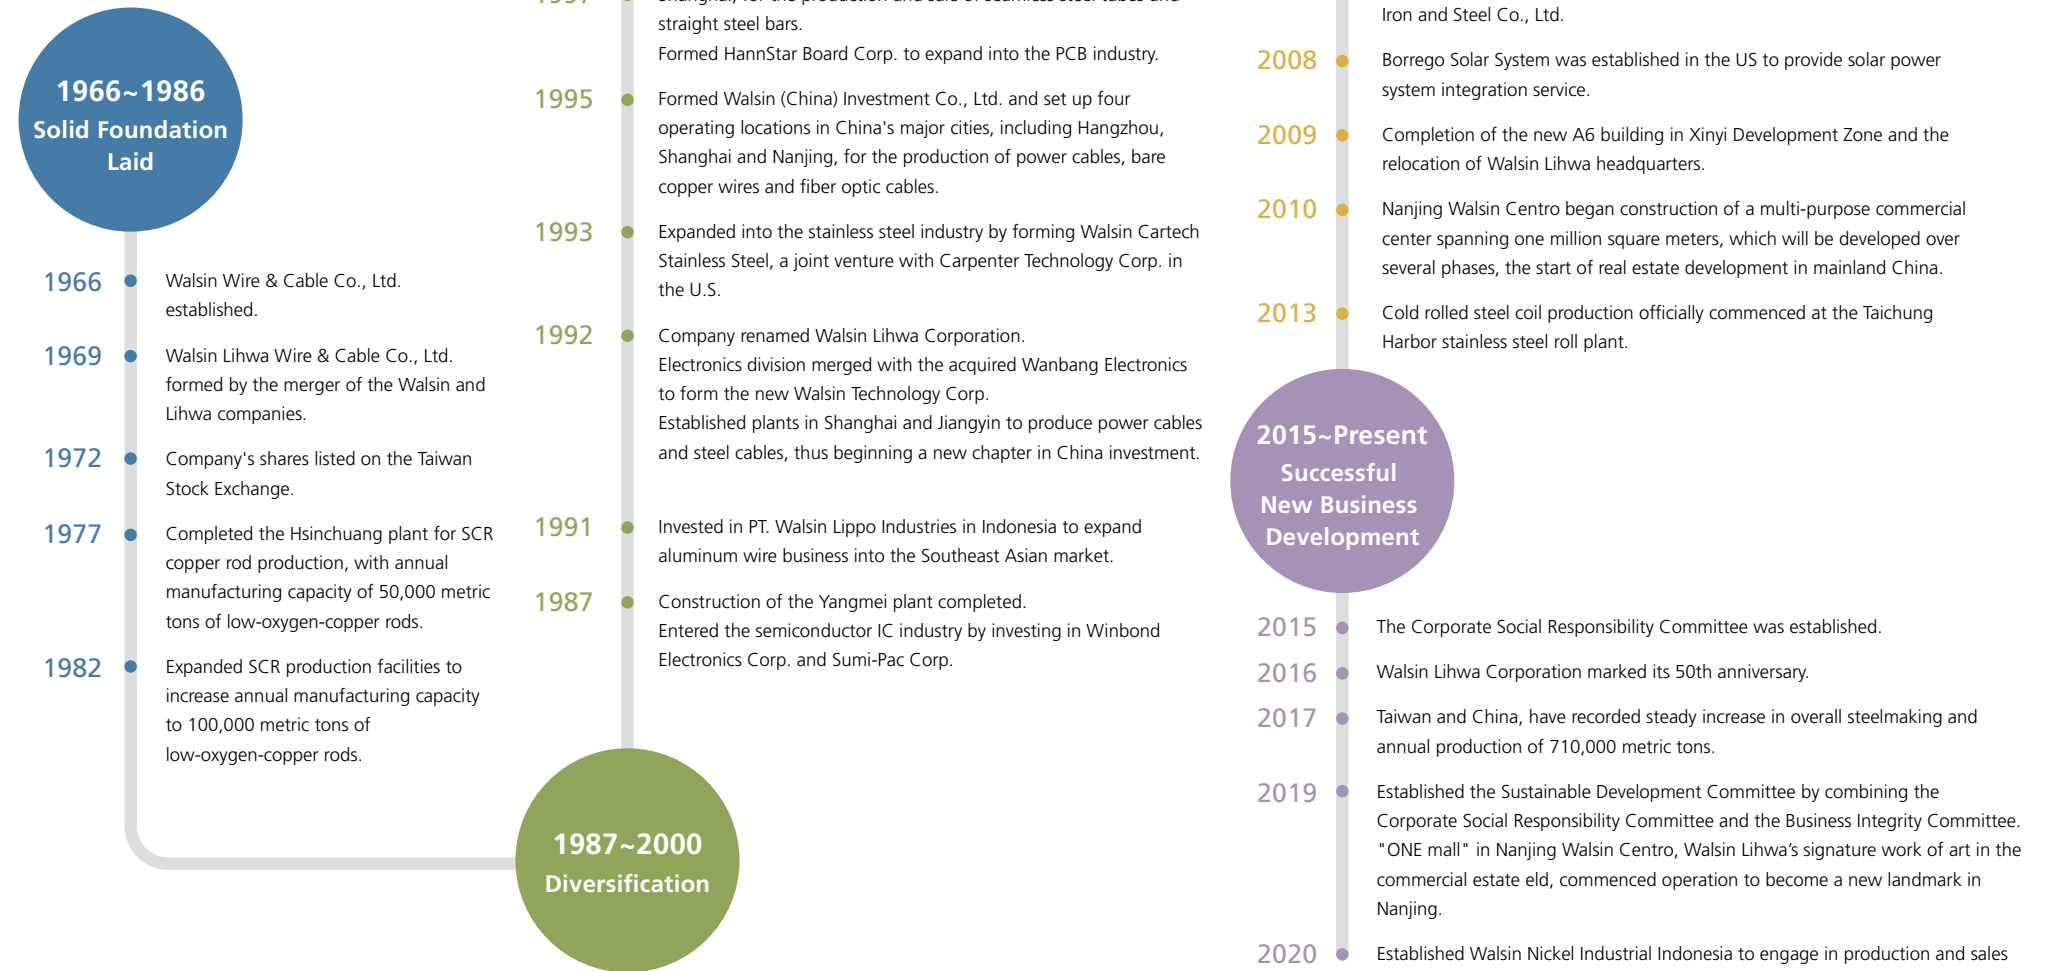 1966~1986
Solid Foundation
Laid
1966
Walsin Wire & Cable Co., Ltd.
established.
1969
Walsin Lihwa Wire & Cable Co., Ltd.
formed by the merger of the Walsin and
Lihwa companies.
1972
Company's shares listed on the Taiwan
Stock Exchange.
1977
Completed the Hsinchuang plant for SCR
copper rod production, with annual
manufacturing capacity of 50,000 metric
tons of low-oxygen-copper rods.
1982
Expanded SCR production facilities to
increase annual manufacturing capacity
to 100,000 metric tons of
low-oxygen-copper rods.
straight steel bars.
Formed HannStar Board Corp. to expand into the PCB industry.
1995
Formed Walsin (China) Investment Co., Ltd. and set up four
operating locations in China's major cities, including Hangzhou,
Shanghai and Nanjing, for the production of power cables, bare
copper wires and fiber optic cables.
1993
Expanded into the stainless steel industry by forming Walsin Cartech
Stainless Steel, a joint venture with Carpenter Technology Corp. in
the U.S.
1992
Company renamed Walsin Lihwa Corporation.
Electronics division merged with the acquired Wanbang Electronics
to form the new Walsin Technology Corp.
Established plants in Shanghai and Jiangyin to produce power cables
and steel cables, thus beginning a new chapter in China investment.
1991
Invested in PT. Walsin Lippo Industries in Indonesia to expand
aluminum wire business into the Southeast Asian market.
1987
Construction of the Yangmei plant completed.
Entered the semiconductor IC industry by investing in Winbond
Electronics Corp. and Sumi-Pac Corp.
1987~2000
Diversification
Iron and Steel Co., Ltd.
2008
Borrego Solar System was established in the US to provide solar power
system integration service.
2009
Completion of the new A6 building in Xinyi Development Zone and the
relocation of Walsin Lihwa headquarters.
2010
Nanjing Walsin Centro began construction of a multi-purpose commercial
center spanning one million square meters, which will be developed over
several phases, the start of real estate development in mainland China.
2013
Cold rolled steel coil production officially commenced at the Taichung
Harbor stainless steel roll plant.
2015~Present
Successful
New Business
Development
2015
The Corporate Social Responsibility Committee was established.
2016
Walsin Lihwa Corporation marked its 50th anniversary.
2017
Taiwan and China, have recorded steady increase in overall steelmaking and
annual production of 710,000 metric tons.
2019
Established the Sustainable Development Committee by combining the
Corporate Social Responsibility Committee and the Business Integrity Committee.
"ONE mall" in Nanjing Walsin Centro, Walsin Lihwa’s signature work of art in the
commercial estate eld, commenced operation to become a new landmark in
Nanjing.
2020
Established Walsin Nickel Industrial Indonesia to engage in production and sales